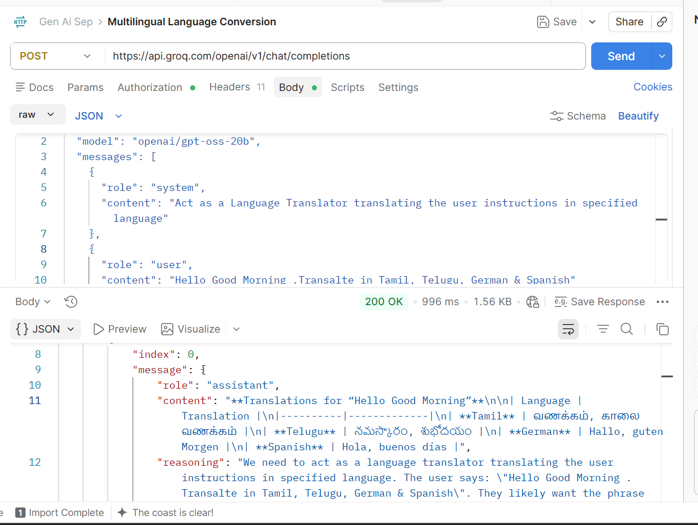 HTTP Gen Ai Sep > Multilingual Language Conversion Save Share
POST https://api.groq.com/openai/v1/chat/completions Send
Docs Params Authorization Headers 11 Body Scripts Settings Cookies
raw JSON Schema Beautify
2 "model": "openai/gpt-oss-20b",
3 "messages": [
4 {
5 "role": "system",
6 "content": "Act as a Language Translator translating the user instructions in specified
language"
7 },
8 {
9 "role": "user",
10 "content": "Hello Good Morning .Transalte in Tamil, Telugu, German & Spanish"
Body 200 OK • 996 ms • 1.56 KB • e.g. Save Response
{} JSON Preview Visualize
8 "index": 0,
9 "message": {
10 "role": "assistant",
11 "content": "**Translations for “Hello Good Morning”**\n\n| Language |
Translation |\n|----------|-------------|\n| **Tamil** | வணக்கம், காலை
வணக்கம் |\n| **Telugu** | నమస్కారం, శుభోదయం |\n| **German** | Hallo, guten
Morgen |\n| **Spanish** | Hola, buenos días |",
12 "reasoning": "We need to act as a language translator translating the user
instructions in specified language. The user says: \"Hello Good Morning .
Transalte in Tamil, Telugu, German & Spanish\". They likely want the phrase
e 1 Import Complete The coast is clear!